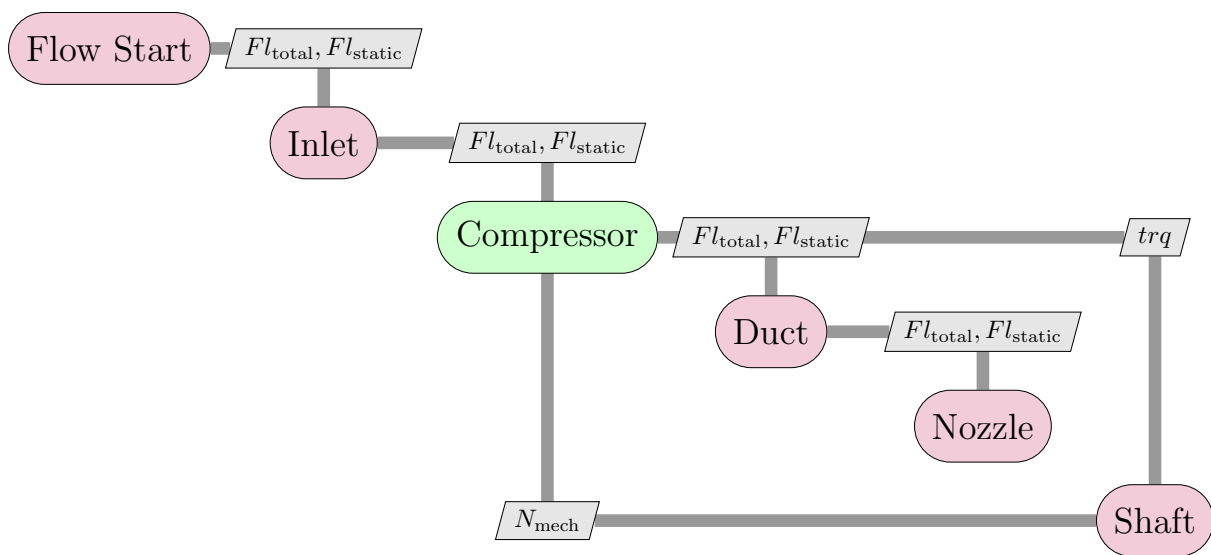 Flow Start
Fl_total, Fl_static
Inlet
Fl_total, Fl_static
Compressor
Fl_total, Fl_static
trq
Duct
Fl_total, Fl_static
Nozzle
N_mech
Shaft